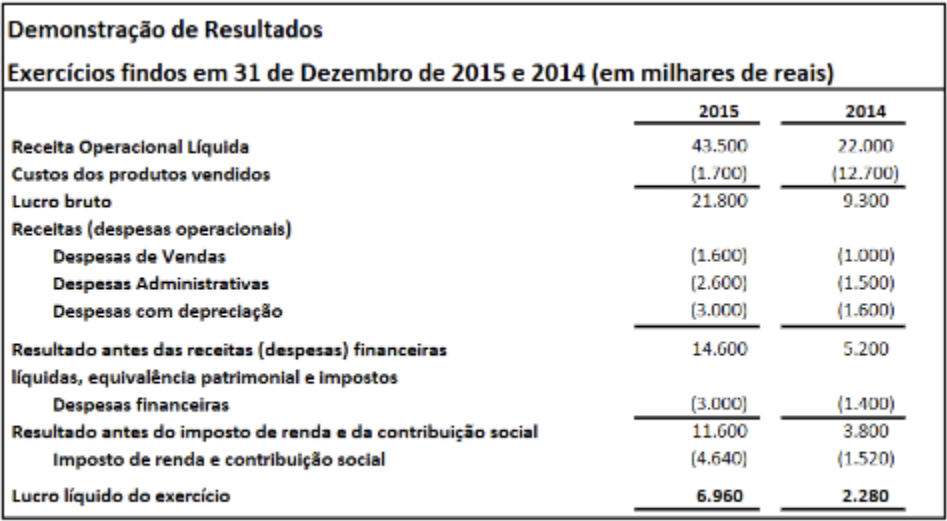 Demonstração de Resultados
Exercícios findos em 31 de Dezembro de 2015 e 2014 (em milhares de reais)
2015 2014
Receita Operacional Líquida 43.500 22.000
Custos dos produtos vendidos (1.700) (12.700)
Lucro bruto 21.800 9.300
Receitas (despesas operacionais)
Despesas de Vendas (1.600) (1.000)
Despesas Administrativas (2.600) (1.500)
Despesas com depreciação (3.000) (1.600)
Resultado antes das receitas (despesas) financeiras 14.600 5.200
líquidas, equivalência patrimonial e impostos
Despesas financeiras (3.000) (1.400)
Resultado antes do imposto de renda e da contribuição social 11.600 3.800
Imposto de renda e contribuição social (4.640) (1.520)
Lucro líquido do exercício 6.960 2.280